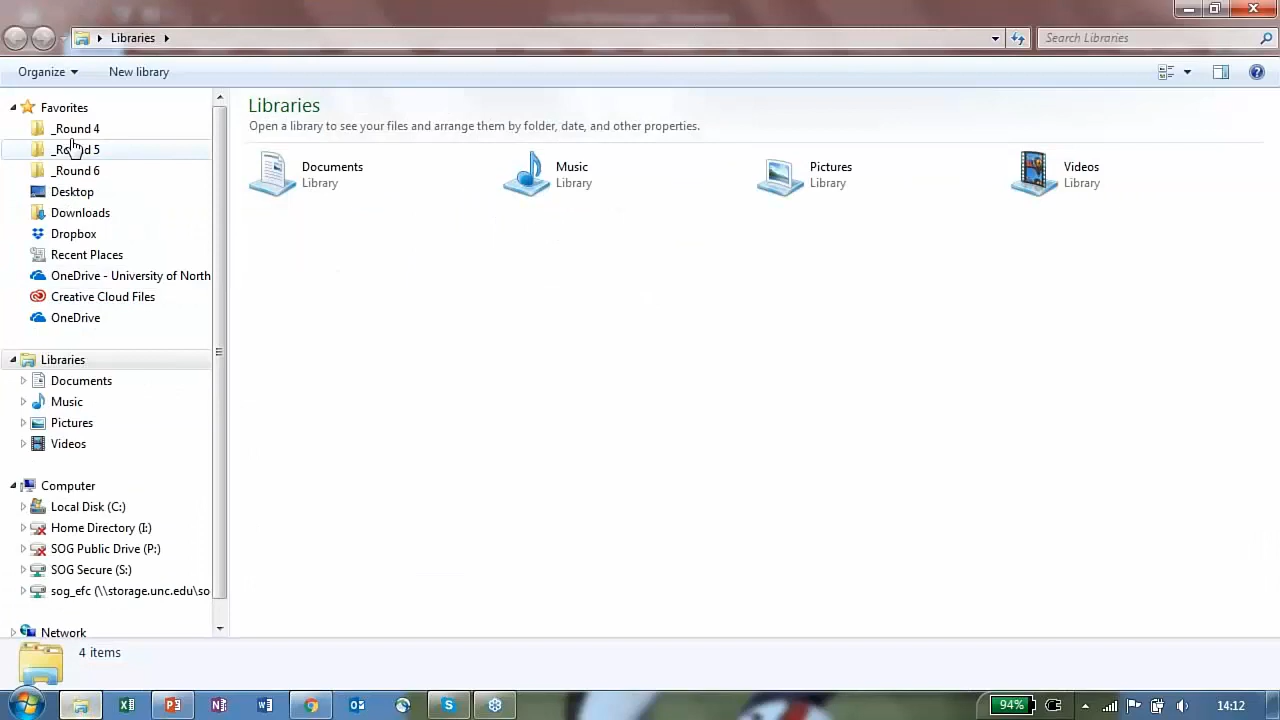 Libraries
Search Libraries
Organize
New library
Favorites
_Round 4
_Round 5
_Round 6
Desktop
Downloads
Dropbox
Recent Places
OneDrive - University of North
Creative Cloud Files
OneDrive
Libraries
Documents
Music
Pictures
Videos
Computer
Local Disk (C:)
Home Directory (I:)
SOG Public Drive (P:)
SOG Secure (S:)
sog_efc (\\storage.unc.edu\so
Network
Libraries
Open a library to see your files and arrange them by folder, date, and other properties.
Documents
Library
Music
Library
Pictures
Library
Videos
Library
4 items
94%
14:12